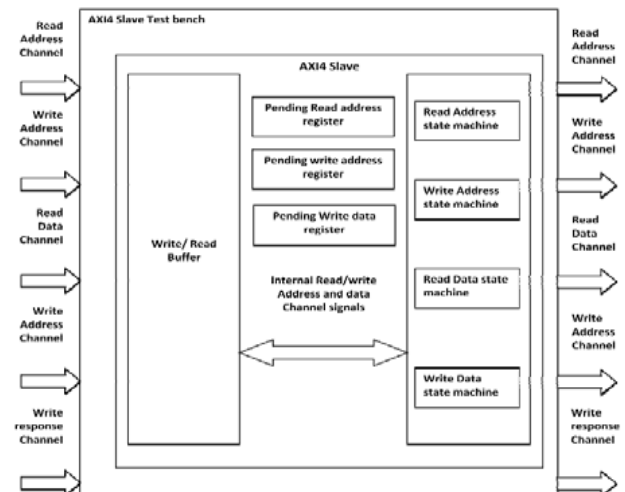 AXI4 Slave Test bench
Read
Address
Channel
Write
Address
Channel
Read
Data
Channel
Write
Address
Channel
Write
response
Channel
AXI4 Slave
Write/ Read
Buffer
Pending Read address
register
Pending write address
register
Pending Write data
register
Internal Read/write
Address and data
Channel signals
Read Address
state machine
Write Address
state machine
Read Data state
machine
Write Data
state machine
Read
Address
Channel
Write
Address
Channel
Read
Data
Channel
Write
Address
Channel
Write
response
Channel